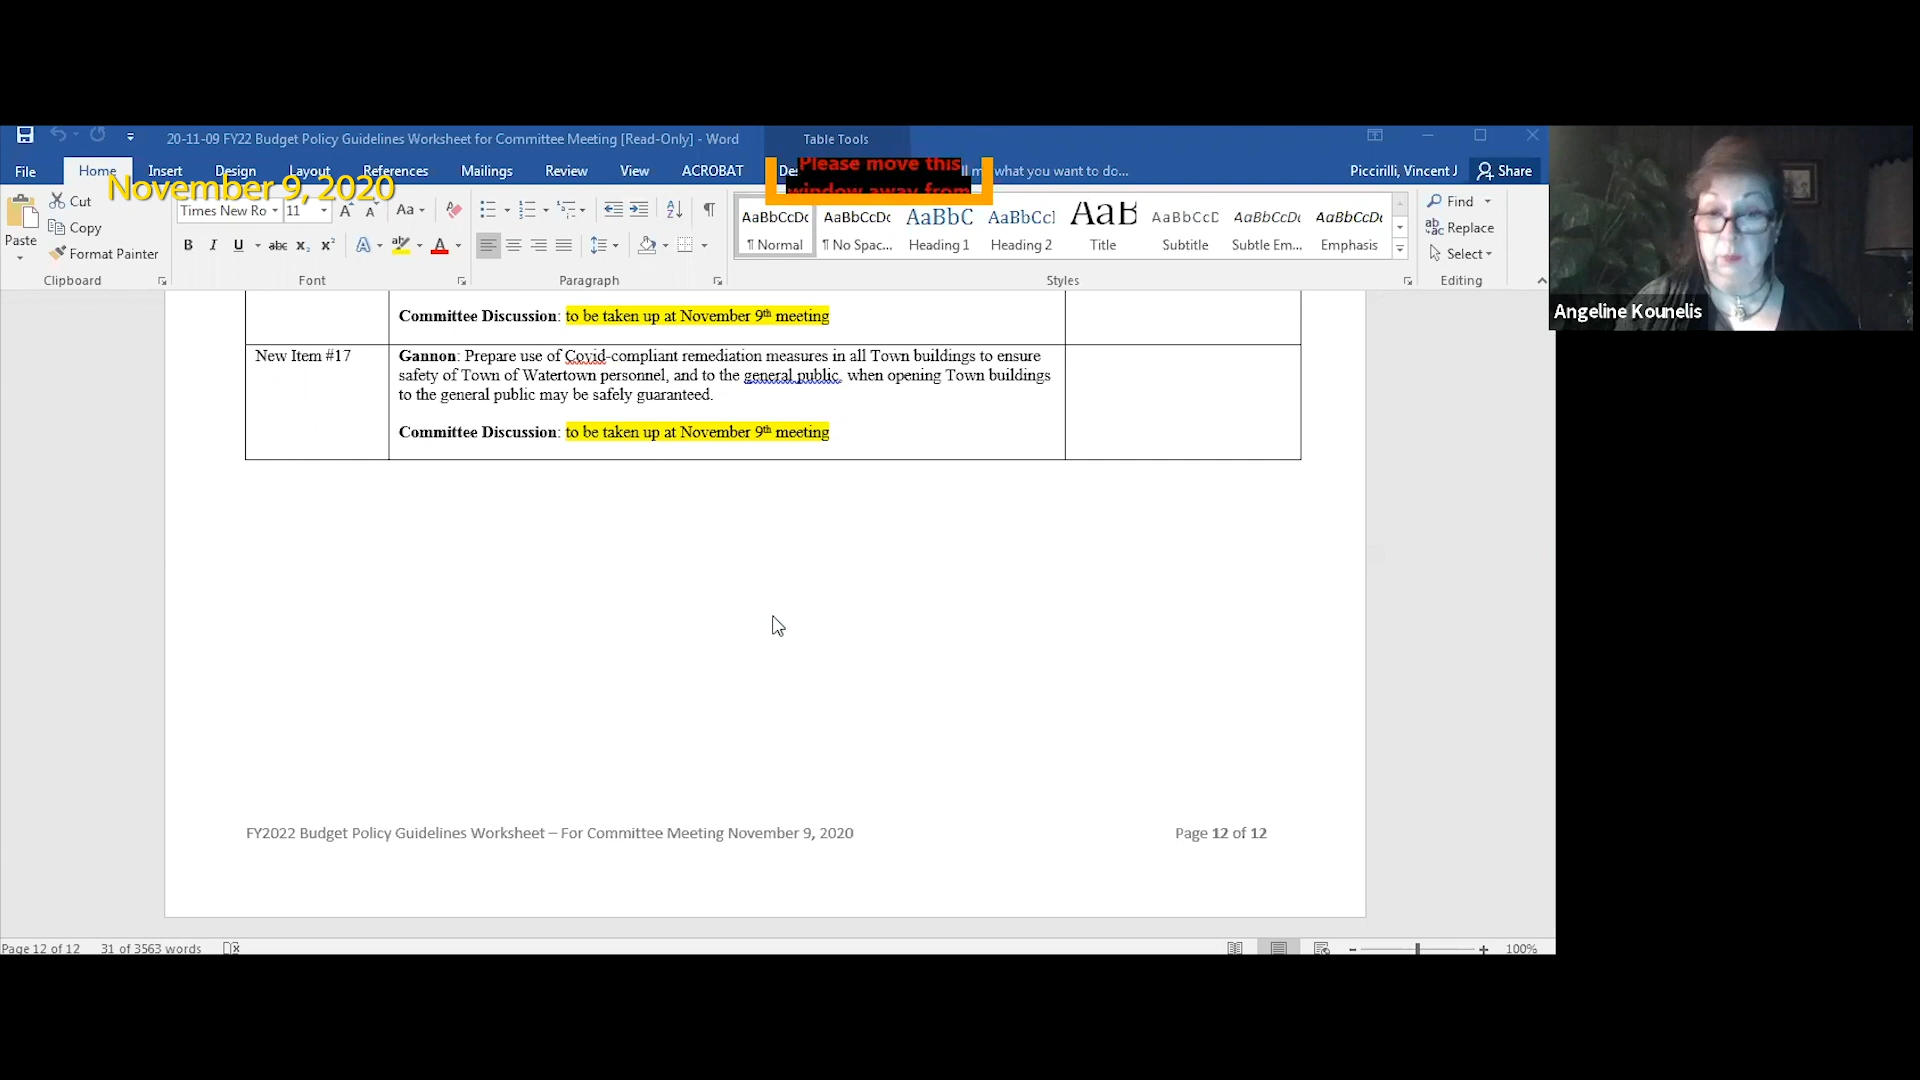 20-11-09 FY22 Budget Policy Guidelines Worksheet for Committee Meeting [Read-Only] - Word
Table Tools
File
Home
Insert
Design
Layout
References
Mailings
Review
View
ACROBAT
Please move this
window away from
what you want to do...
Piccirilli, Vincent J
Share
November 9, 2020
Paste
Cut
Copy
Format Painter
Clipboard
Times New Ro
11
Font
Paragraph
AaBbCcDc
¶ Normal
AaBbCcDc
¶ No Spac...
AaBbC
Heading 1
AaBbCcl
Heading 2
AaB
Title
AaBbCcD
Subtitle
AaBbCcDc
Subtle Em...
AaBbCcDc
Emphasis
Styles
Find
Replace
Select
Editing
Angeline Kounelis
Committee Discussion: to be taken up at November 9th meeting
New Item #17
Gannon: Prepare use of Covid-compliant remediation measures in all Town buildings to ensure
safety of Town of Watertown personnel, and to the general public, when opening Town buildings
to the general public may be safely guaranteed.
Committee Discussion: to be taken up at November 9th meeting
FY2022 Budget Policy Guidelines Worksheet – For Committee Meeting November 9, 2020
Page 12 of 12
Page 12 of 12
31 of 3563 words
100%